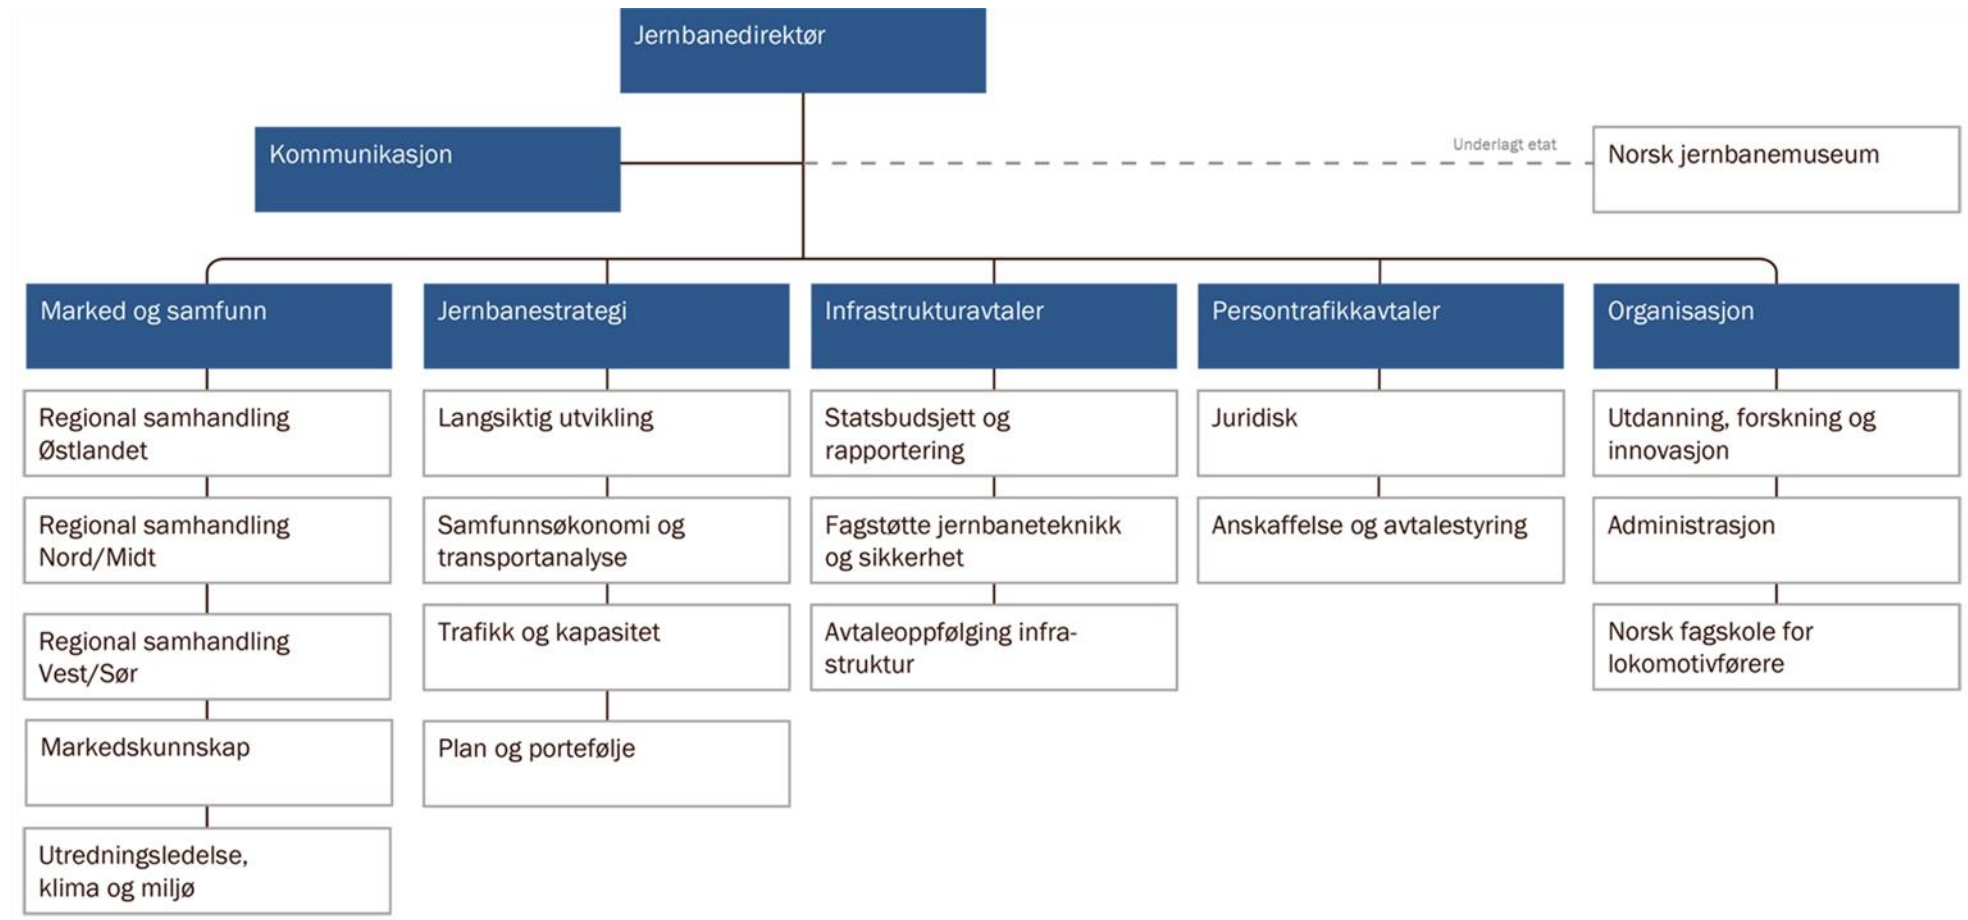 Jernbanedirektør
Kommunikasjon
Underlagt etat
Norsk jernbanemuseum
Marked og samfunn
Jernbanestrategi
Infrastrukturavtaler
Persontrafikkavtaler
Organisasjon
Regional samhandling
Østlandet
Regional samhandling
Nord/Midt
Regional samhandling
Vest/Sør
Markedskunnskap
Utredningsledelse,
klima og miljø
Langsiktig utvikling
Samfunnsøkonomi og
transportanalyse
Trafikk og kapasitet
Plan og portefølje
Statsbudsjett og
rapportering
Fagstøtte jernbaneteknikk
og sikkerhet
Avtaleoppfølging infra-
struktur
Juridisk
Anskaffelse og avtalestyring
Utdanning, forskning og
innovasjon
Administrasjon
Norsk fagskole for
lokomotivførere